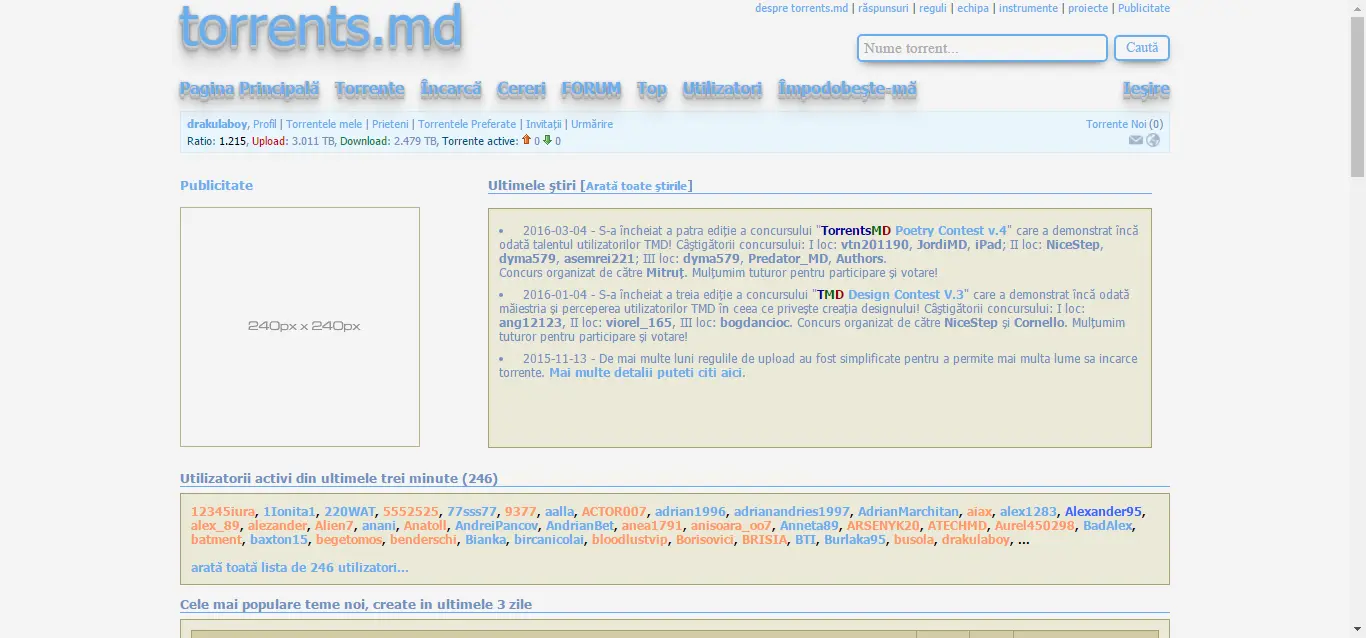 torrents.md
despre torrents.md | răspunsuri | reguli | echipa | instrumente | proiecte | Publicitate
Nume torrent... Caută
Pagina Principală Torrente Încarcă Cereri FORUM Top Utilizatori Împodobește-mă Ieșire
drakulaboy, Profil | Torrentele mele | Prieteni | Torrentele Preferate | Invitații | Urmărire Torrente Noi (0)
Ratio: 1.215, Upload: 3.011 TB, Download: 2.479 TB, Torrente active: 0 0
Publicitate
240px x 240px
Ultimele ştiri [Arată toate ştirile]
• 2016-03-04 - S-a încheiat a patra ediție a concursului "TorrentsMD Poetry Contest v.4" care a demonstrat încă
odată talentul utilizatorilor TMD! Câștigătorii concursului: I loc: vtn201190, JordiMD, iPad; II loc: NiceStep,
dyma579, asemrei221; III loc: dyma579, Predator_MD, Authors.
Concurs organizat de către Mitruț. Mulțumim tuturor pentru participare și votare!
• 2016-01-04 - S-a încheiat a treia ediție a concursului "TMD Design Contest V.3" care a demonstrat încă odată
măiestria și perceperea utilizatorilor TMD în ceea ce privește creația designului! Câștigătorii concursului: I loc:
ang12123, II loc: viorel_165, III loc: bogdancioc. Concurs organizat de către NiceStep și Cornello. Mulțumim
tuturor pentru participare și votare!
• 2015-11-13 - De mai multe luni regulile de upload au fost simplificate pentru a permite mai multa lume sa incarce
torrente. Mai multe detalii puteti citi aici.
Utilizatorii activi din ultimele trei minute (246)
12345iura, 1Ionita1, 220WAT, 5552525, 77sss77, 9377, aalla, ACTOR007, adrian1996, adrianandries1997, AdrianMarchitan, aiax, alex1283, Alexander95,
alex_89, alezander, Alien7, anani, Anatoll, AndreiPancov, AndrianBet, anea1791, anisoara_oo7, Anneta89, ARSENYK20, ATECHMD, Aurel450298, BadAlex,
batment, baxton15, begetomos, benderschi, Bianka, bircanicolai, bloodlustvip, Borisovici, BRISIA, BTI, Burlaka95, busola, drakulaboy, ...
arată toată lista de 246 utilizatori...
Cele mai populare teme noi, create in ultimele 3 zile